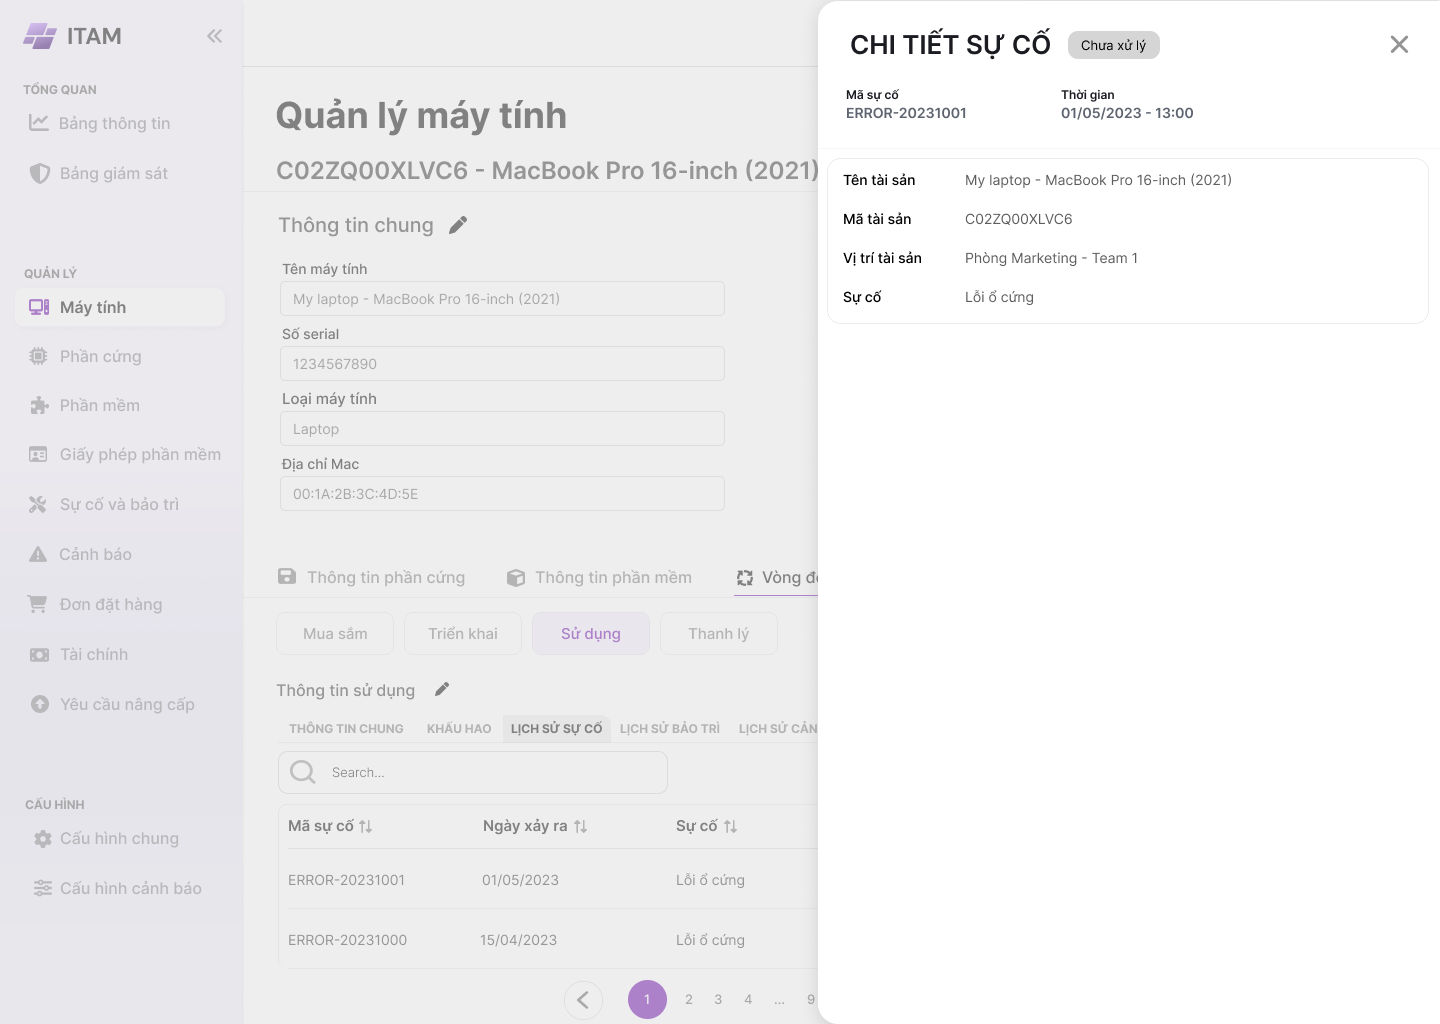 ITAM
TỔNG QUAN
Bảng thông tin
Bảng giám sát
QUẢN LÝ
Máy tính
Phần cứng
Phần mềm
Giấy phép phần mềm
Sự cố và bảo trì
Cảnh báo
Đơn đặt hàng
Tài chính
Yêu cầu nâng cấp
CẤU HÌNH
Cấu hình chung
Cấu hình cảnh báo
Quản lý máy tính
C02ZQ00XLVC6 - MacBook Pro 16-inch (2021)
Thông tin chung
Tên máy tính
My laptop - MacBook Pro 16-inch (2021)
Số serial
1234567890
Loại máy tính
Laptop
Địa chỉ Mac
00:1A:2B:3C:4D:5E
Thông tin phần cứng Thông tin phần mềm Vòng
Mua sắm Triển khai Sử dụng Thanh lý
Thông tin sử dụng
THÔNG TIN CHUNG KHẤU HAO LỊCH SỬ SỰ CỐ LỊCH SỬ BẢO TRÌ LỊCH SỬ CẢN
Search...
Mã sự cố Ngày xảy ra Sự cố
ERROR-20231001 01/05/2023 Lỗi ổ cứng
ERROR-20231000 15/04/2023 Lỗi ổ cứng
1 2 3 4 ... 9
CHI TIẾT SỰ CỐ Chưa xử lý
Mã sự cố Thời gian
ERROR-20231001 01/05/2023 - 13:00
Tên tài sản My laptop - MacBook Pro 16-inch (2021)
Mã tài sản C02ZQ00XLVC6
Vị trí tài sản Phòng Marketing - Team 1
Sự cố Lỗi ổ cứng